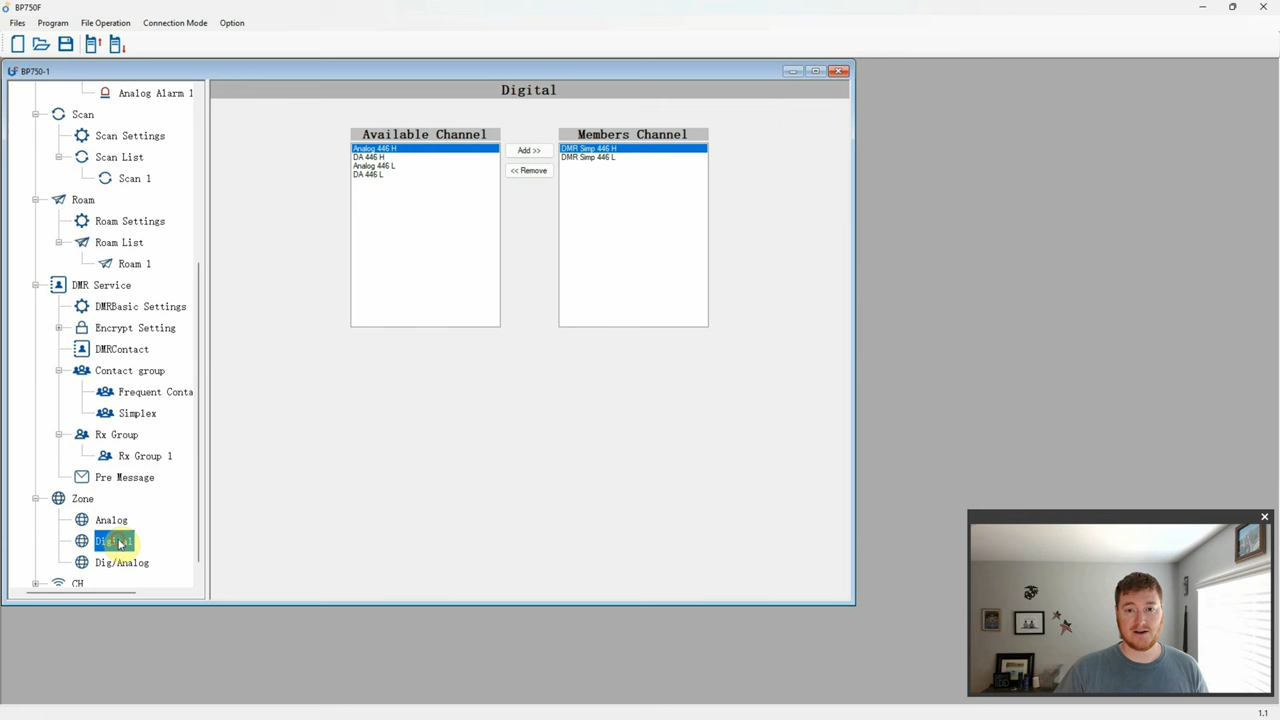 BP750F
Files Program File Operation Connection Mode Option
BP750-1
Analog Alarm 1
Scan
Scan Settings
Scan List
Scan 1
Roam
Roam Settings
Roam List
Roam 1
DMR Service
DMRBasic Settings
Encrypt Setting
DMRContact
Contact group
Frequent Conta
Simplex
Rx Group
Rx Group 1
Pre Message
Zone
Analog
Digital
Dig/Analog
CH
Digital
Available Channel
Analog 446 H
DA 446 H
Analog 446 L
DA 446 L
Add >>
<< Remove
Members Channel
DMR Simp 446 H
DMR Simp 446 L
1.1